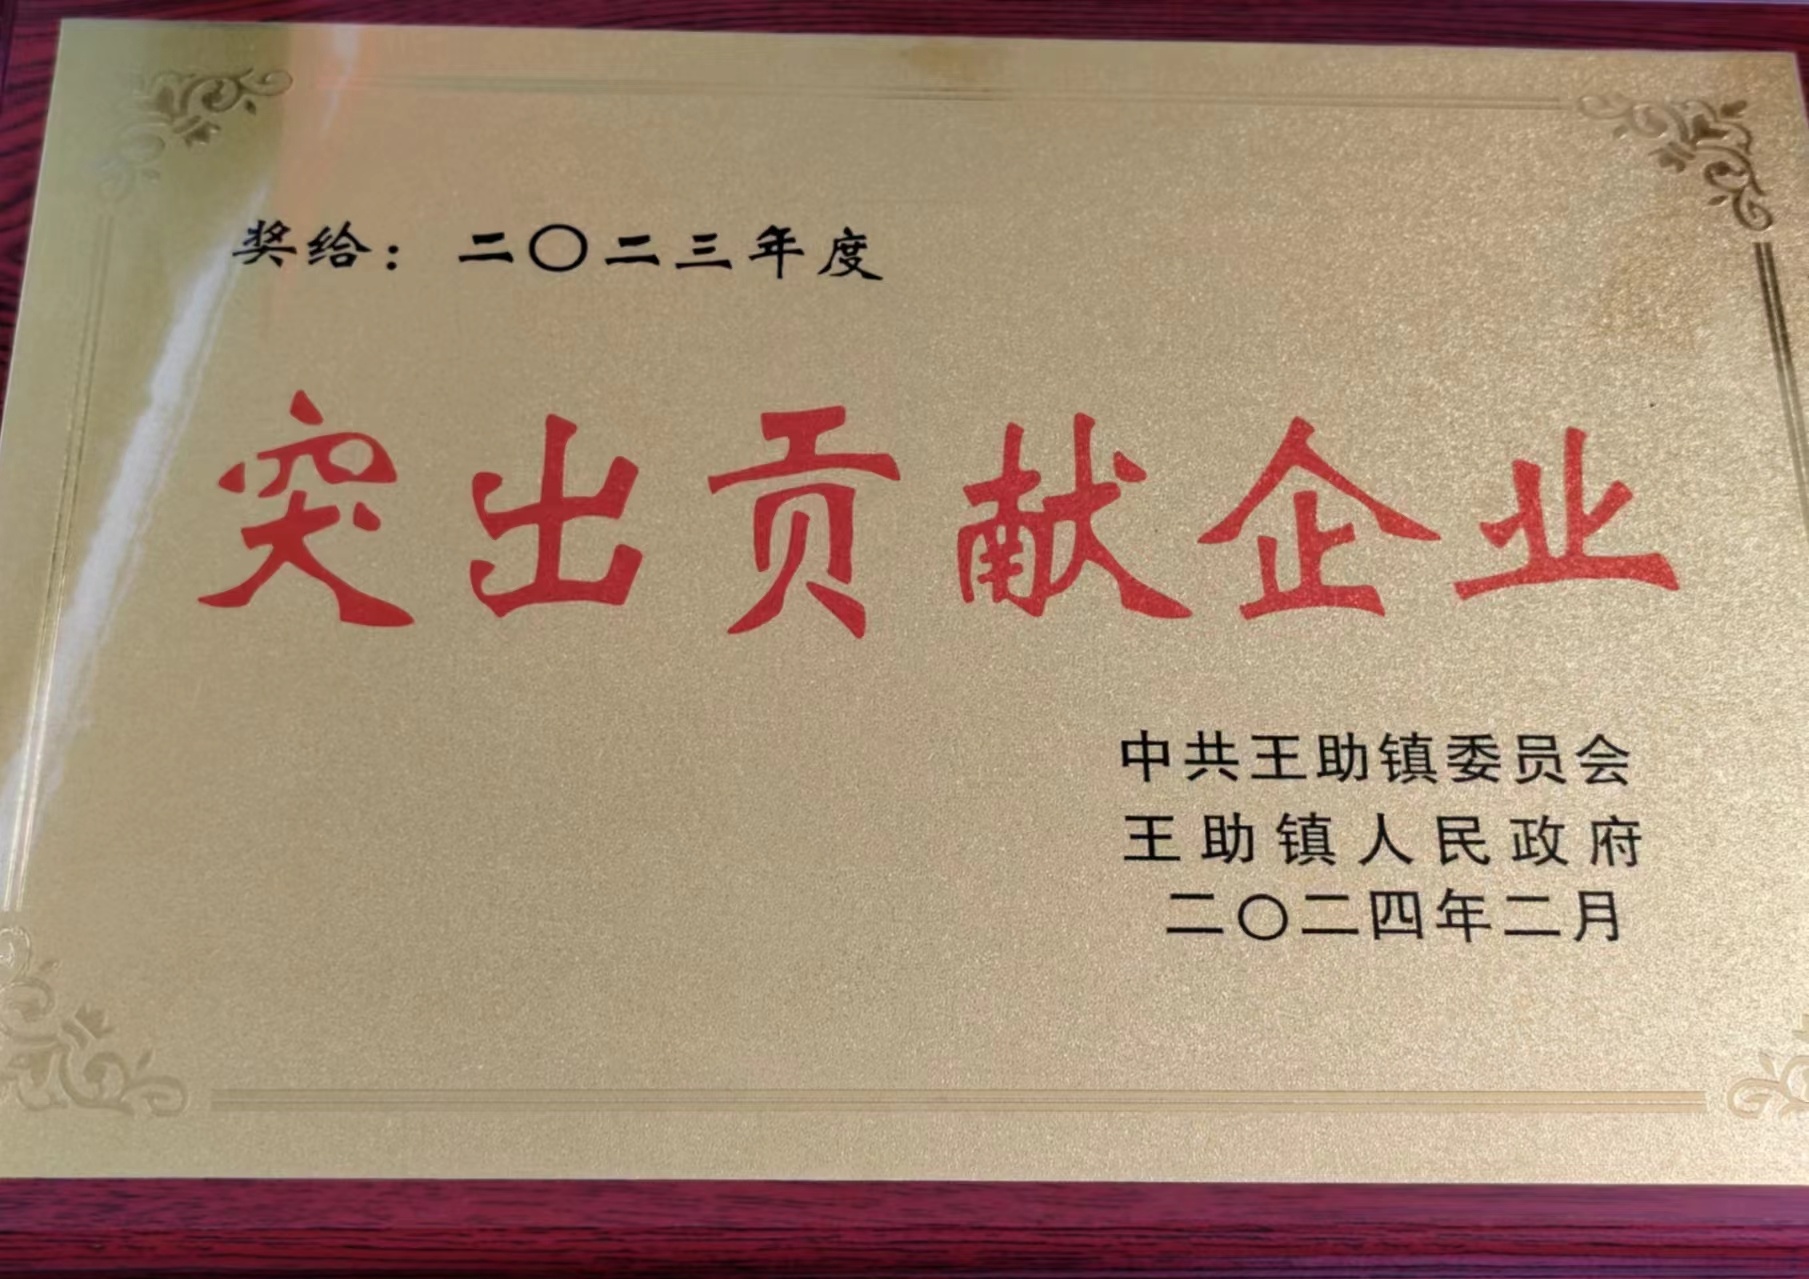 奖给：二〇二三年度
突出贡献企业
中共王助镇委员会
王助镇人民政府
二〇二四年二月